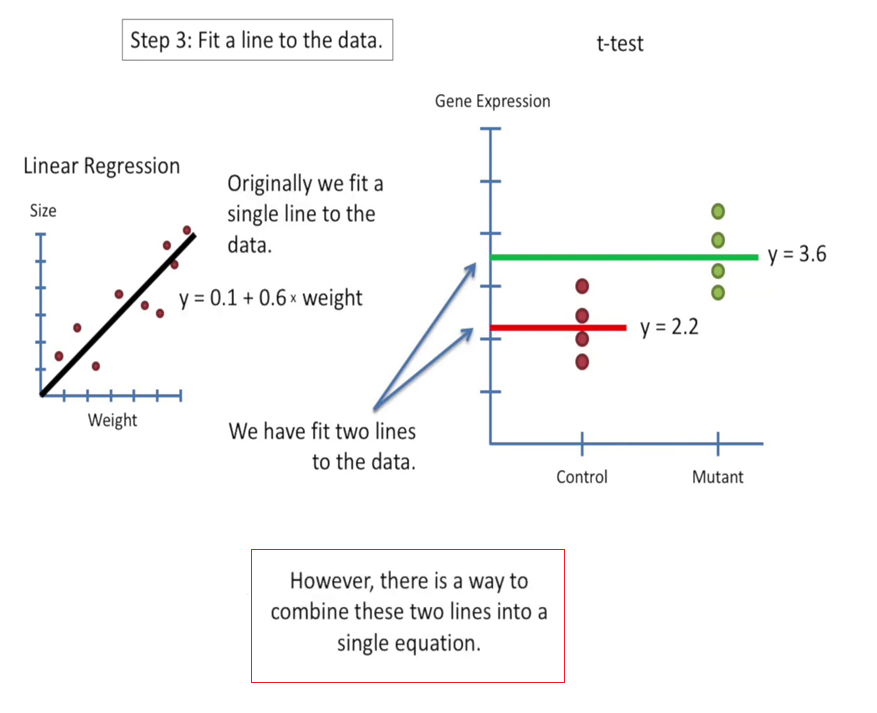 Step 3: Fit a line to the data.
t-test
Linear Regression
Size
Originally we fit a
single line to the
data.
y = 0.1 + 0.6 × weight
Weight
Gene Expression
y = 3.6
y = 2.2
We have fit two lines
to the data.
Control
Mutant
However, there is a way to
combine these two lines into a
single equation.